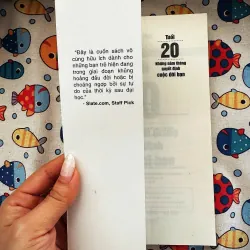 "Đây là cuốn sách vô
cùng hữu ích dành cho
những bạn trẻ hiện đang
trong giai đoạn khủng
hoảng đầu đời hoặc bị
choáng ngợp bởi sự tự
do của thời kỳ sau đại
học."
- Slate.com, Staff Pick
Tuổi
20
những năm tháng
quyết định
cuộc đời bạn